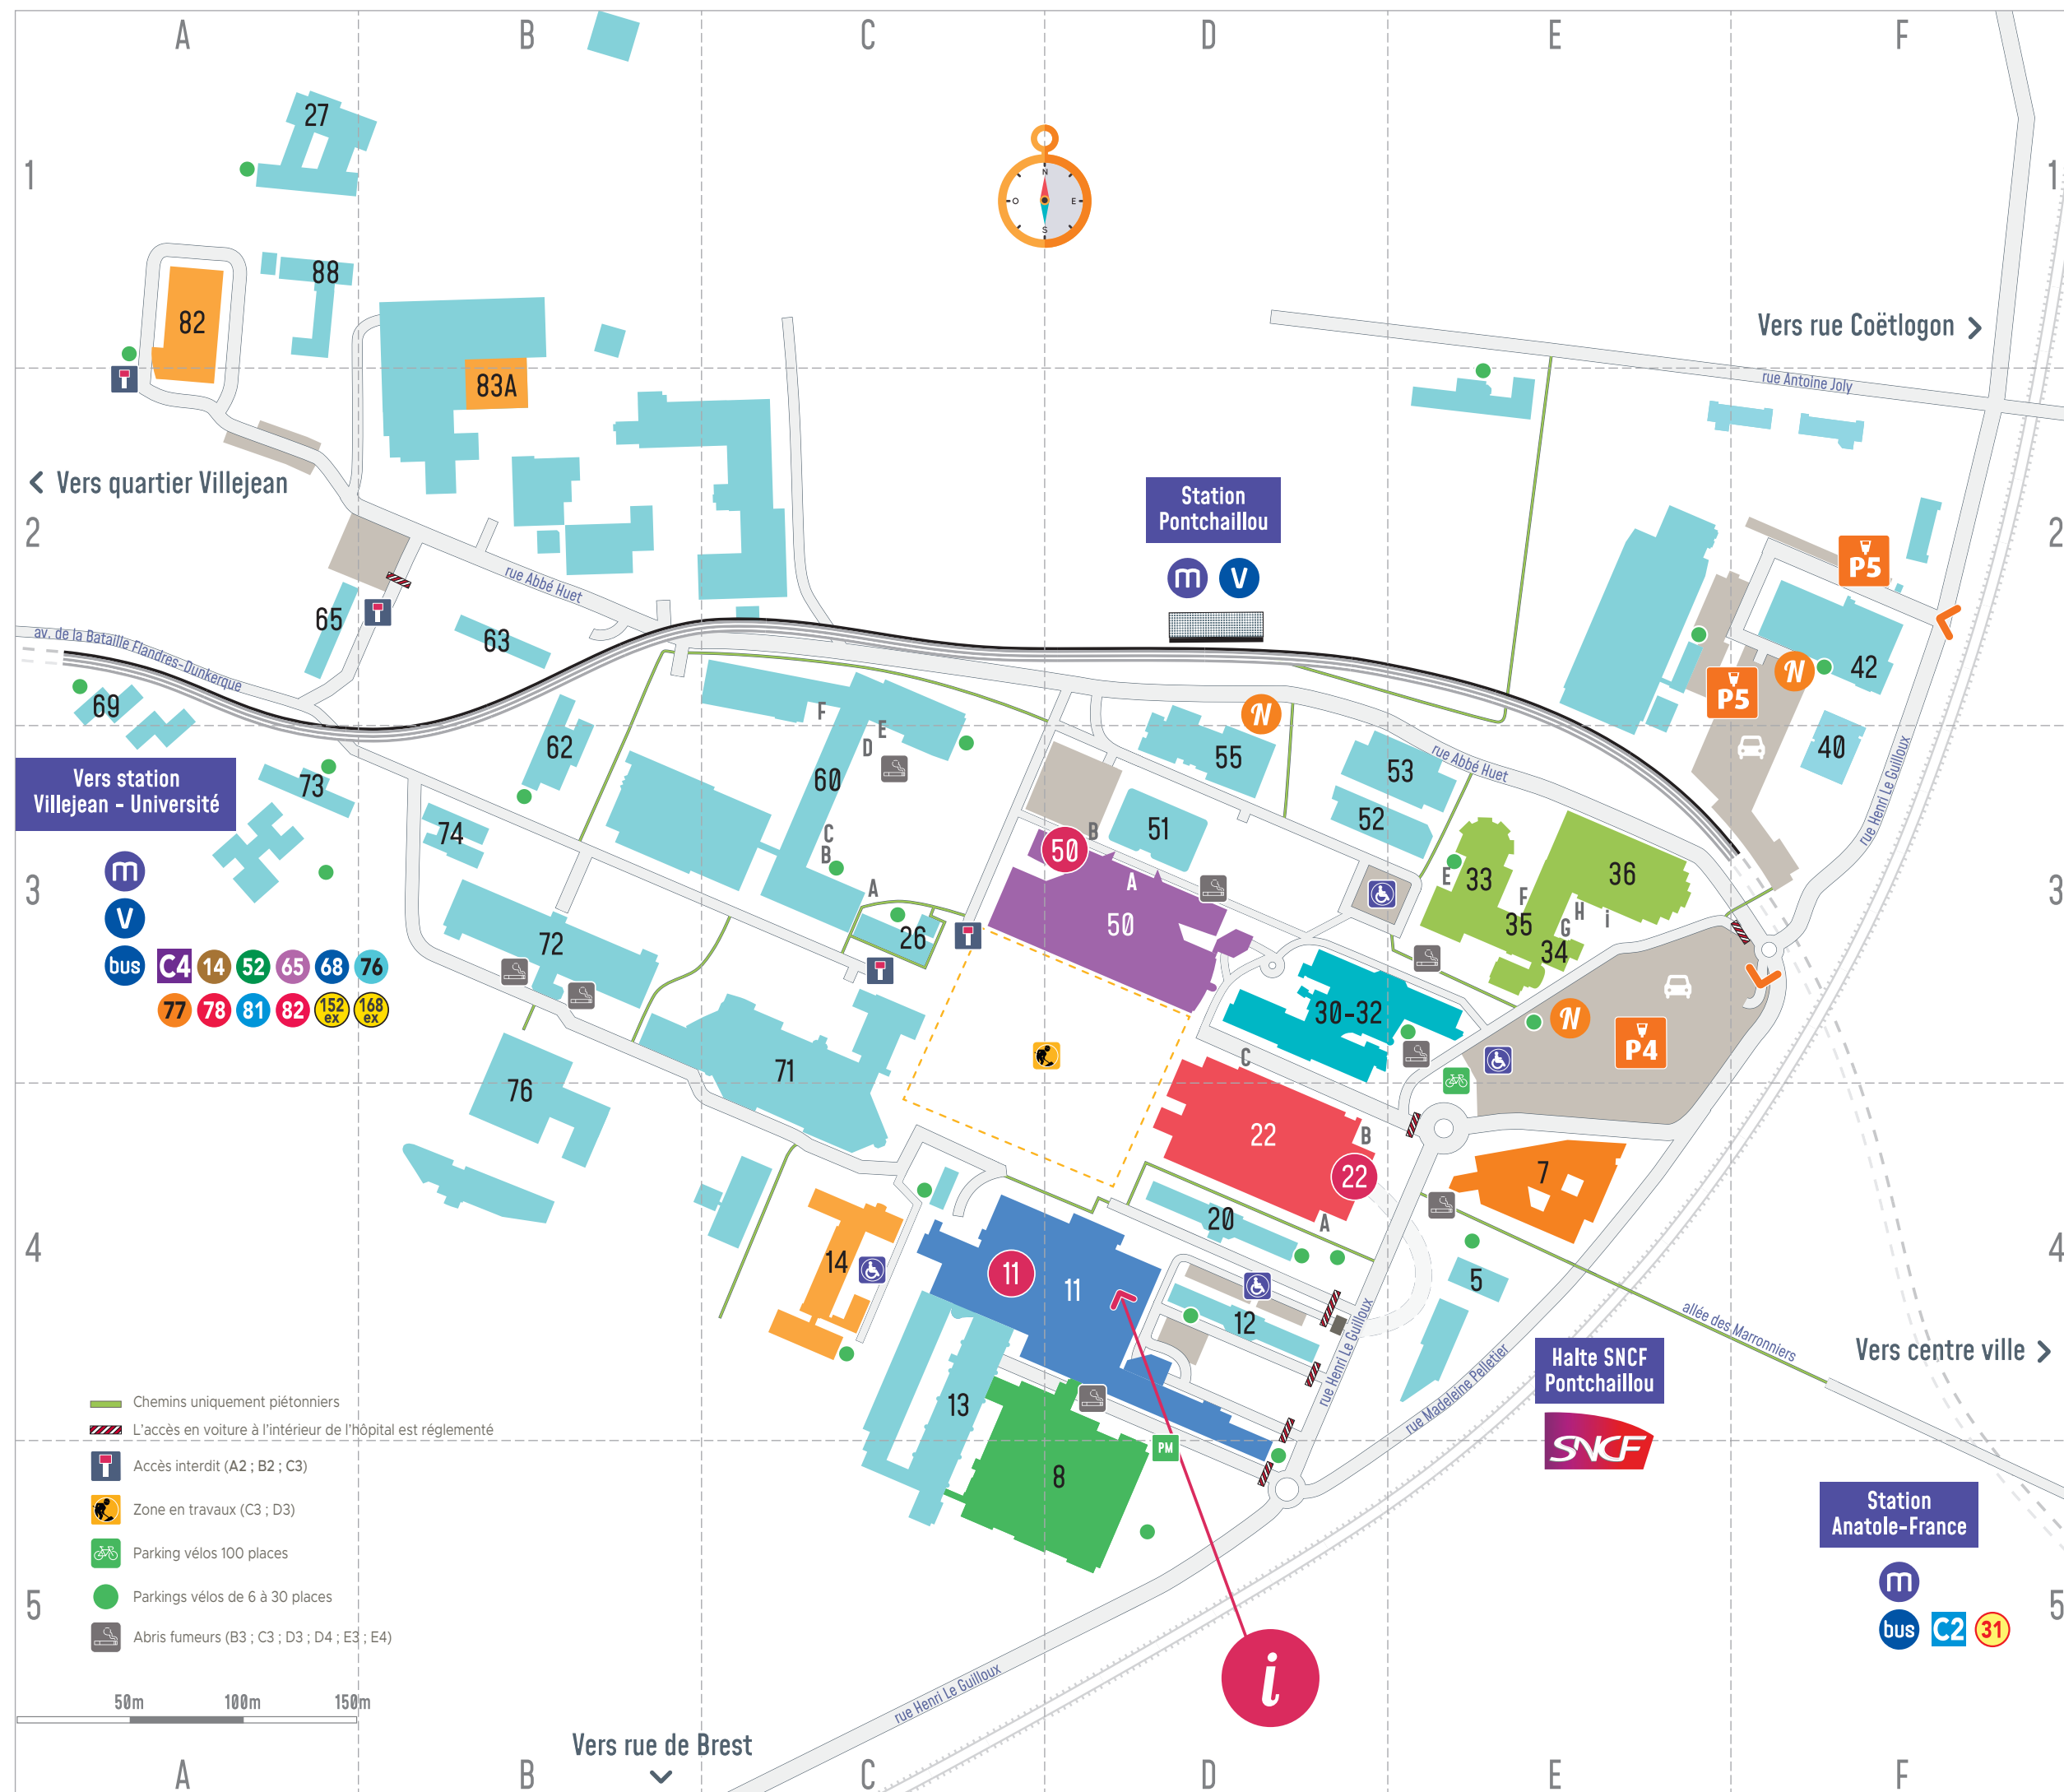 A B C D E F
27
1 1
N
O E
S
88
82
Vers rue Coëtlogon
83A
rue Antoine Joly
Vers quartier Villejean
Station
Pontchaillou
m V
2 2
P5
rue Abbé Huet
65
63
av. de la Bataille Flandres-Dunkerque
42
N
P5
69
F
E
D
N
62
55
53
rue Abbé Huet
40
rue Henri Le Guilloux
Vers station
Villejean - Université
73
60
74
C
B
51
52
50
B
33
36
E
m
3 3
A
A
F
H
G
i
50
35
34
V
72
26
bus C4 14 52 65 68 76
77 78 81 82 152 ex 168 ex
30-32
N
P4
71
C
76
22
B
22
7
20
A
4 4
14
11
11
5
12
rue Henri Le Guilloux
allée des Marronniers
Halte SNCF
Pontchaillou
Vers centre ville
rue Madeleine Pelletier
SNCF
13
PM
8
Chemins uniquement piétonniers
L'accès en voiture à l'intérieur de l'hôpital est réglementé
Accès interdit (A2 ; B2 ; C3)
Zone en travaux (C3 ; D3)
Parking vélos 100 places
Parkings vélos de 6 à 30 places
Abris fumeurs (B3 ; C3 ; D3 ; D4 ; E3 ; E4)
Station
Anatole-France
m
bus C2 31
5 5
i
50m 100m 150m
rue Henri Le Guilloux
Vers rue de Brest
A B C D E F